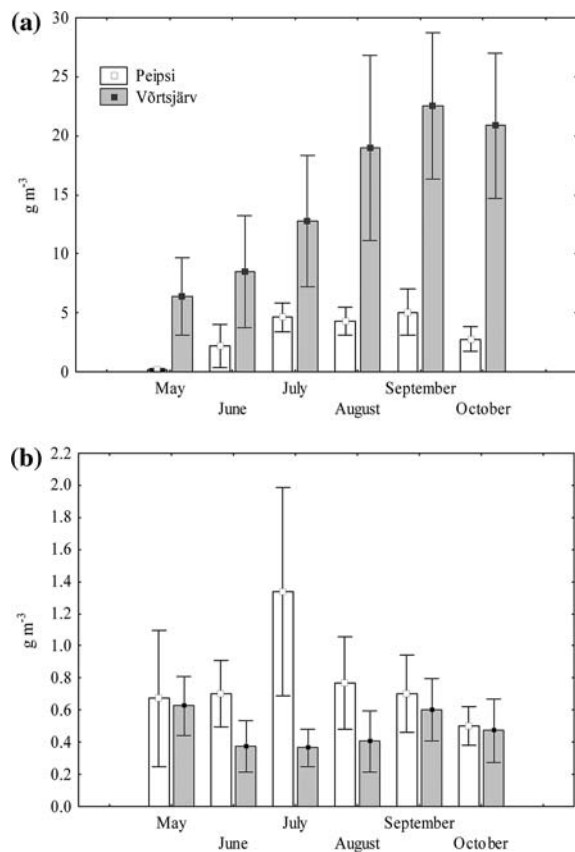 (a)
30
25
20
15
10
5
0
g m⁻³
Peipsi
Võrtsjärv
May
July
September
June
August
October
(b)
2.2
2.0
1.8
1.6
1.4
1.2
1.0
0.8
0.6
0.4
0.2
0.0
g m⁻³
May
July
September
June
August
October